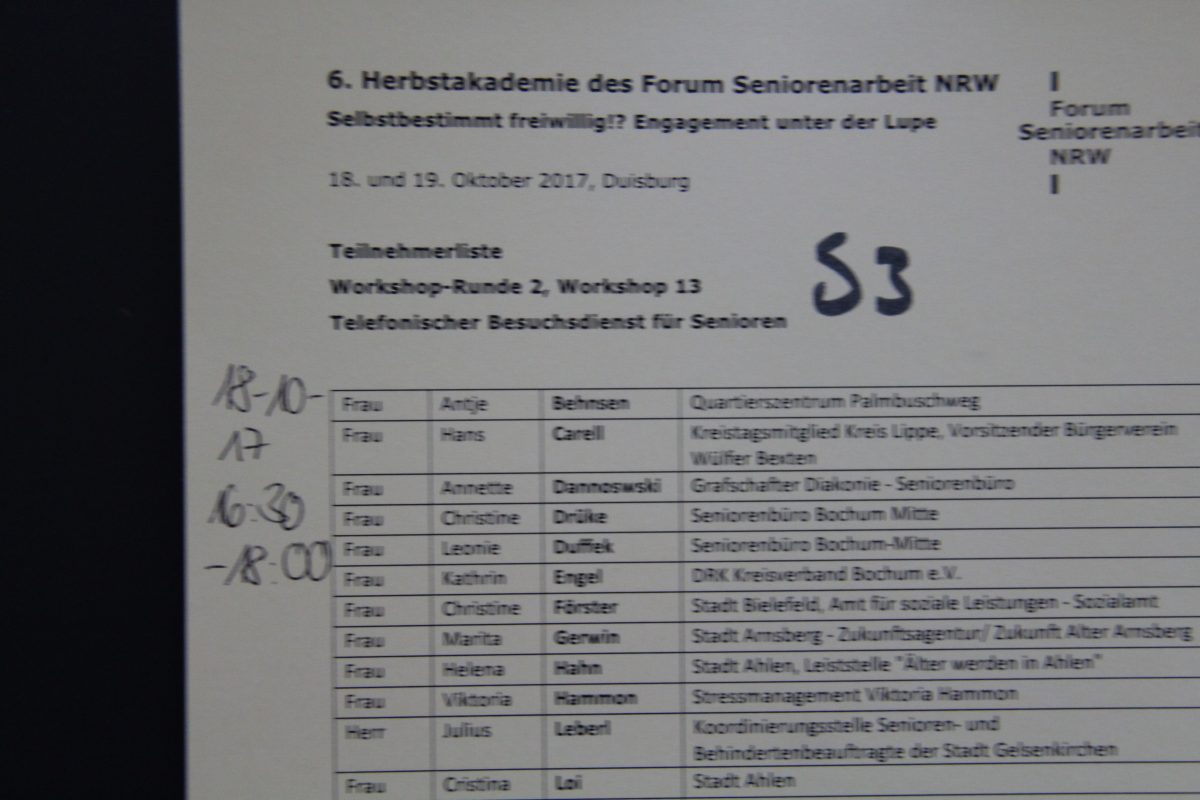 6. Herbstakademie des Forum Seniorenarbeit NRW
Selbstbestimmt freiwillig!? Engagement unter der Lupe
18. und 19. Oktober 2017, Duisburg
Forum
Seniorenarbeit
NRW
Teilnehmerliste
Workshop-Runde 2, Workshop 13
Telefonischer Besuchsdienst für Senioren
S3
18-10-
17
16:30
-18:00
Frau Antje Behnsen Quartierszentrum Palmbuschweg
Frau Hans Carell Kreistagsmitglied Kreis Lippe, Vorsitzender Bürgerverein
Wülfer Bexten
Frau Annette Dannoswski Grafschafter Diakonie - Seniorenbüro
Frau Christine Drüke Seniorenbüro Bochum Mitte
Frau Leonie Duffek Seniorenbüro Bochum-Mitte
Frau Kathrin Engel DRK Kreisverband Bochum e.V.
Frau Christine Förster Stadt Bielefeld, Amt für soziale Leistungen - Sozialamt
Frau Marita Gerwin Stadt Arnsberg - Zukunftsagentur/ Zukunft Alter Arnsberg
Frau Helena Hahn Stadt Ahlen, Leiststelle "Älter werden in Ahlen"
Frau Viktoria Hammon Stressmanagement Viktoria Hammon
Herr Julius Leberl Koordinierungsstelle Senioren- und
Behindertenbeauftragte der Stadt Gelsenkirchen
Frau Cristina Loi Stadt Ahlen